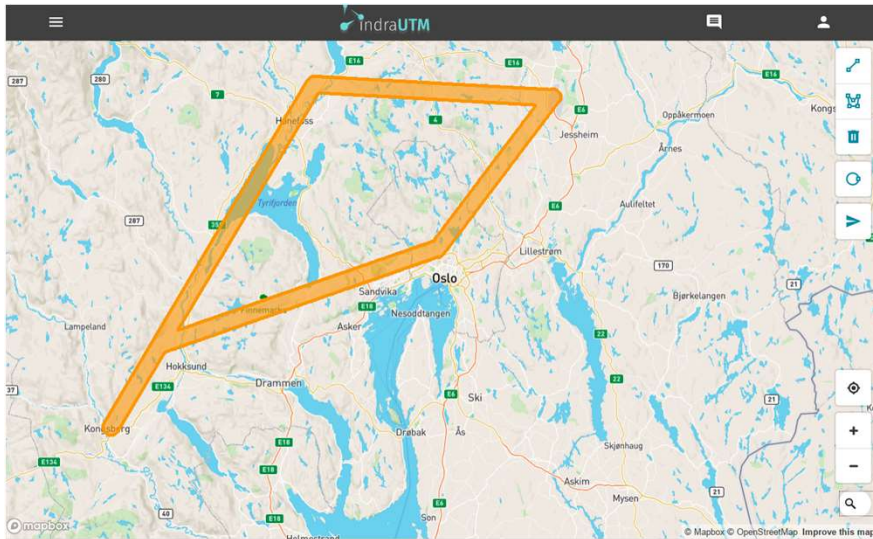 indraUTM
287
280
E16
E16
E16
7
Kongs
Hønefoss
4
E6
Oppåkermoen
Jessheim
Årnes
Tyrifjorden
E6
Aulifeltet
287
35
Lillestrøm
170
Oslo
Sandvika
Bjørkelangen
Finnemarka
E18
Nesoddtangen
Lampeland
Asker
22
Hokksund
37
E134
Drammen
22
E6
21
21
Ski
Kongsberg
Drøbak
Ås
E18
Skjønhaug
E134
Askim
21
Mysen
40
E6
E18
Son
mapbox
Holmestrand
© Mapbox © OpenStreetMap Improve this map